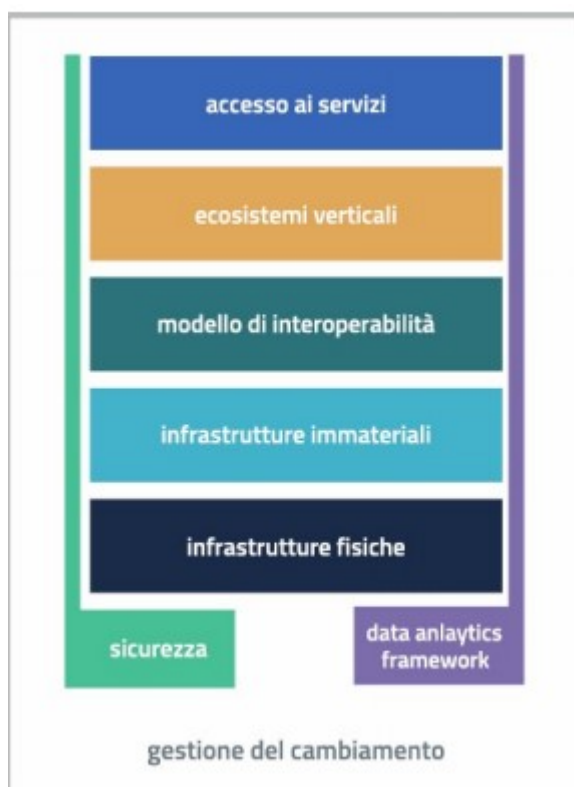 accesso ai servizi
ecosistemi verticali
modello di interoperabilità
infrastrutture immateriali
infrastrutture fisiche
sicurezza
data anlaytics
framework
gestione del cambiamento